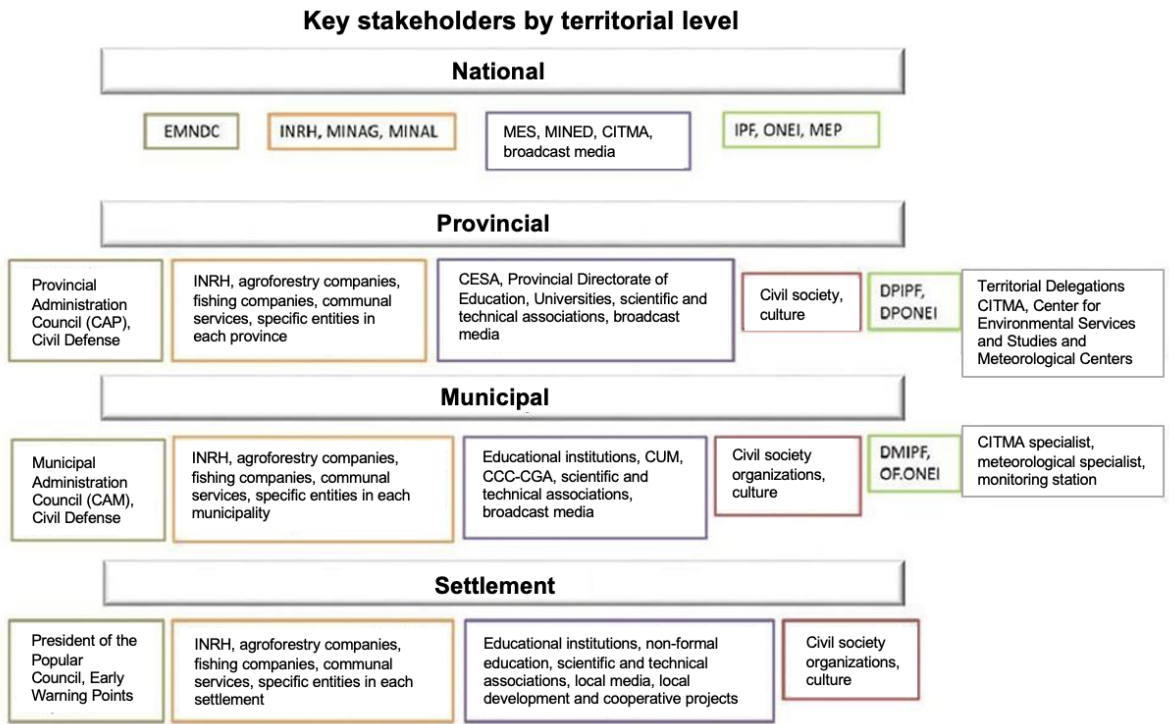 Key stakeholders by territorial level
National
EMNDC
INRH, MINAG, MINAL
MES, MINED, CITMA,
broadcast media
IPF, ONEI, MEP
Provincial
Provincial
Administration
Council (CAP),
Civil Defense
INRH, agroforestry companies,
fishing companies, communal
services, specific entities in
each province
CESA, Provincial Directorate of
Education, Universities, scientific and
technical associations, broadcast
media
Civil society,
culture
DPIPF,
DPONEI
Territorial Delegations
CITMA, Center for
Environmental Services
and Studies and
Meteorological Centers
Municipal
Municipal
Administration
Council (CAM),
Civil Defense
INRH, agroforestry companies,
fishing companies, communal
services, specific entities in each
municipality
Educational institutions, CUM,
CCC-CGA, scientific and
technical associations,
broadcast media
Civil society
organizations,
culture
DMIPF,
OF.ONEI
CITMA specialist,
meteorological specialist,
monitoring station
Settlement
President of the
Popular
Council, Early
Warning Points
INRH, agroforestry companies,
fishing companies, communal
services, specific entities in each
settlement
Educational institutions, non-formal
education, scientific and technical
associations, local media, local
development and cooperative projects
Civil society
organizations,
culture